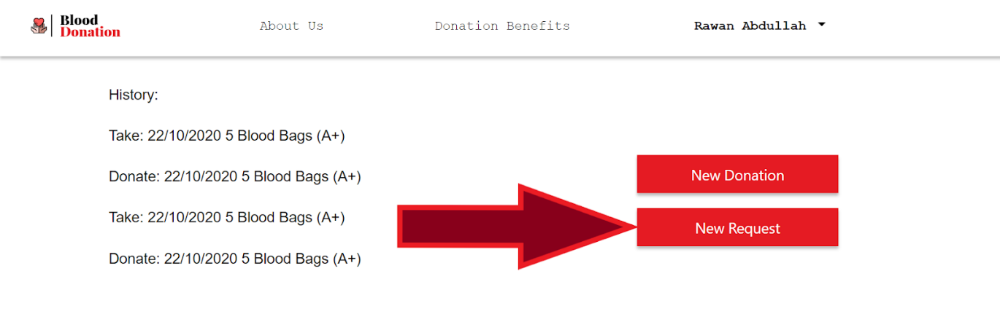 Blood
Donation
About Us
Donation Benefits
Rawan Abdullah
History:
Take: 22/10/2020 5 Blood Bags (A+)
Donate: 22/10/2020 5 Blood Bags (A+)
New Donation
Take: 22/10/2020 5 Blood Bags (A+)
New Request
Donate: 22/10/2020 5 Blood Bags (A+)